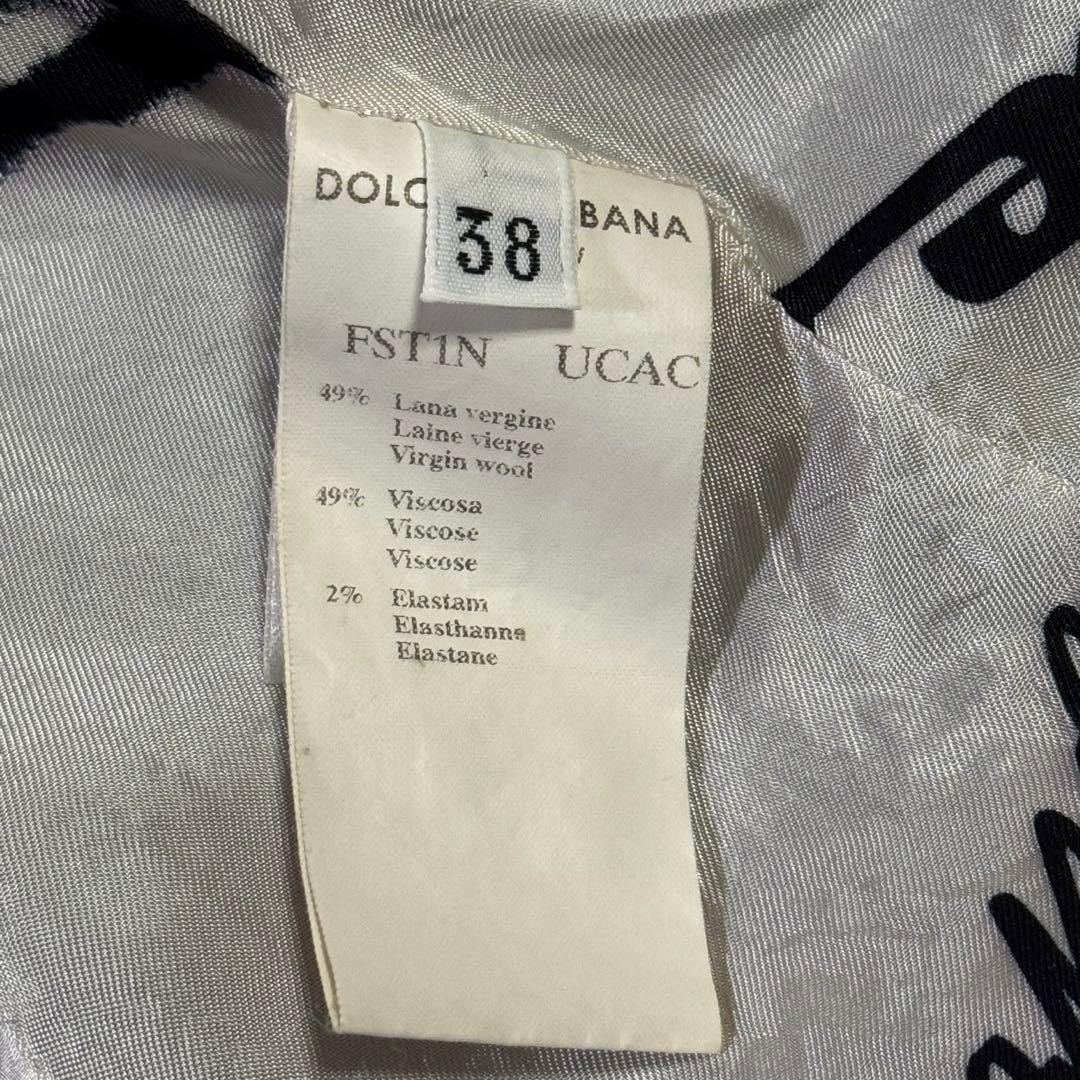 DOLC BANA
38
FST1N UCAC
49% Lana vergine
Laine vierge
Virgin wool
49% Viscosa
Viscose
Viscose
2% Elastam
Elasthanne
Elastane